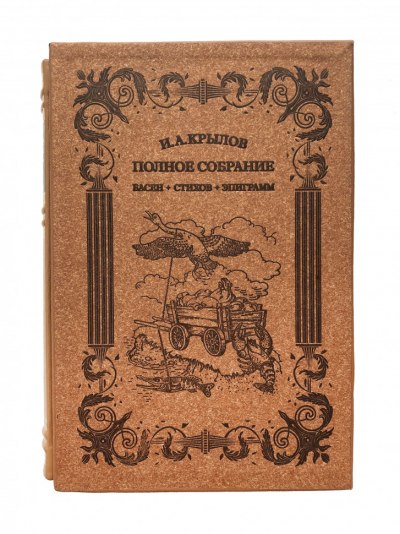 И.А.КРЫЛОВ
ПОЛНОЕ СОБРАНИЕ
БАСЕН + СТИХОВ + ЭПИГРАММ